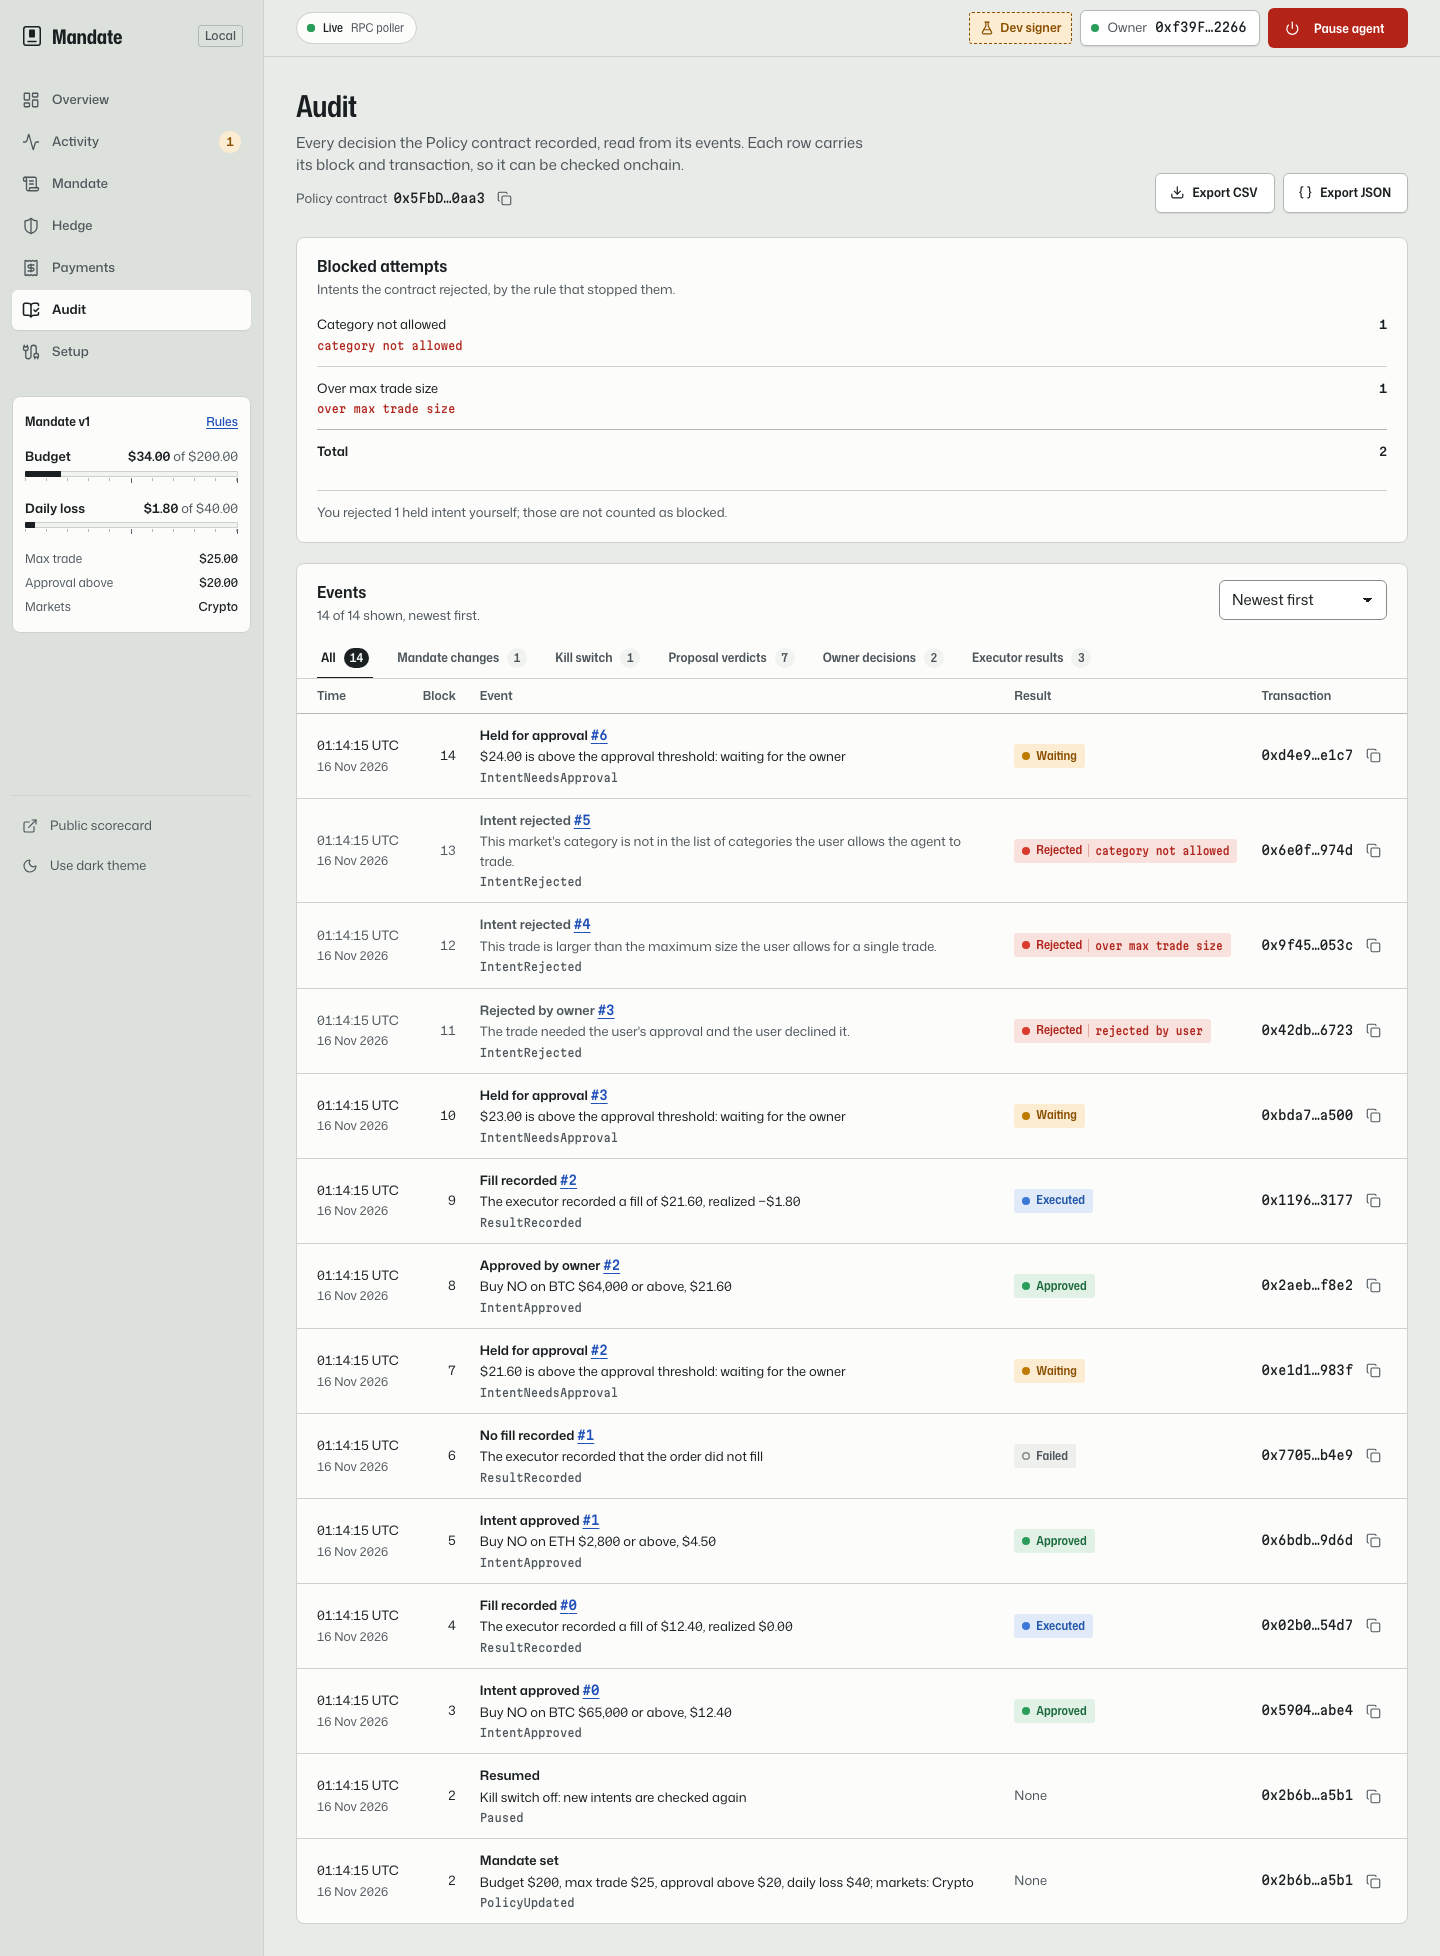 Mandate
Local
Overview
Activity 1
Mandate
Hedge
Payments
Audit
Setup
Mandate v1 Rules
Budget $34.00 of $200.00
Daily loss $1.80 of $40.00
Max trade $25.00
Approval above $20.00
Markets Crypto
Public scorecard
Use dark theme
Live RPC poller
Dev signer
Owner 0xf39F…2266
Pause agent
Audit
Every decision the Policy contract recorded, read from its events. Each row carries
its block and transaction, so it can be checked onchain.
Policy contract 0x5FbD…0aa3
Export CSV
Export JSON
Blocked attempts
Intents the contract rejected, by the rule that stopped them.
Category not allowed 1
category not allowed
Over max trade size 1
over max trade size
Total 2
You rejected 1 held intent yourself; those are not counted as blocked.
Events
14 of 14 shown, newest first.
Newest first
All 14 Mandate changes 1 Kill switch 1 Proposal verdicts 7 Owner decisions 2 Executor results 3
Time Block Event Result Transaction
Held for approval #6
01:14:15 UTC
16 Nov 2026
14
$24.00 is above the approval threshold: waiting for the owner
IntentNeedsApproval
Waiting
0xd4e9…e1c7
Intent rejected #5
01:14:15 UTC
16 Nov 2026
13
This market's category is not in the list of categories the user allows the agent to
trade.
IntentRejected
Rejected category not allowed
0x6e0f…974d
Intent rejected #4
01:14:15 UTC
16 Nov 2026
12
This trade is larger than the maximum size the user allows for a single trade.
IntentRejected
Rejected over max trade size
0x9f45…053c
Rejected by owner #3
01:14:15 UTC
16 Nov 2026
11
The trade needed the user's approval and the user declined it.
IntentRejected
Rejected rejected by user
0x42db…6723
Held for approval #3
01:14:15 UTC
16 Nov 2026
10
$23.00 is above the approval threshold: waiting for the owner
IntentNeedsApproval
Waiting
0xbda7…a500
Fill recorded #2
01:14:15 UTC
16 Nov 2026
9
The executor recorded a fill of $21.60, realized −$1.80
ResultRecorded
Executed
0x1196…3177
Approved by owner #2
01:14:15 UTC
16 Nov 2026
8
Buy NO on BTC $64,000 or above, $21.60
IntentApproved
Approved
0x2aeb…f8e2
Held for approval #2
01:14:15 UTC
16 Nov 2026
7
$21.60 is above the approval threshold: waiting for the owner
IntentNeedsApproval
Waiting
0xe1d1…983f
No fill recorded #1
01:14:15 UTC
16 Nov 2026
6
The executor recorded that the order did not fill
ResultRecorded
Failed
0x7705…b4e9
Intent approved #1
01:14:15 UTC
16 Nov 2026
5
Buy NO on ETH $2,800 or above, $4.50
IntentApproved
Approved
0x6bdb…9d6d
Fill recorded #0
01:14:15 UTC
16 Nov 2026
4
The executor recorded a fill of $12.40, realized $0.00
ResultRecorded
Executed
0x02b0…54d7
Intent approved #0
01:14:15 UTC
16 Nov 2026
3
Buy NO on BTC $65,000 or above, $12.40
IntentApproved
Approved
0x5904…abe4
Resumed
01:14:15 UTC
16 Nov 2026
2
Kill switch off: new intents are checked again
Paused
None
0x2b6b…a5b1
Mandate set
01:14:15 UTC
16 Nov 2026
2
Budget $200, max trade $25, approval above $20, daily loss $40; markets: Crypto
PolicyUpdated
None
0x2b6b…a5b1